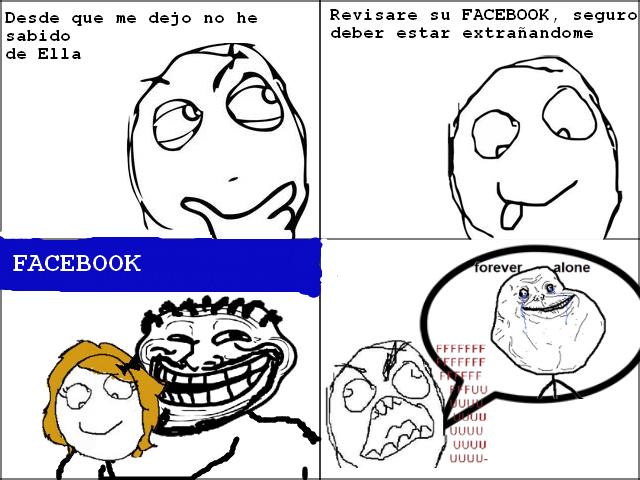 Desde que me dejo no he
sabido
de Ella
Revisare su FACEBOOK, seguro
deber estar extrañandome
FACEBOOK
forever alone
FFFFFFF
FFFFFFF
FFFFFF
FFFUU
UUUU
UUUU
UUUU
UUUU
UUUU-